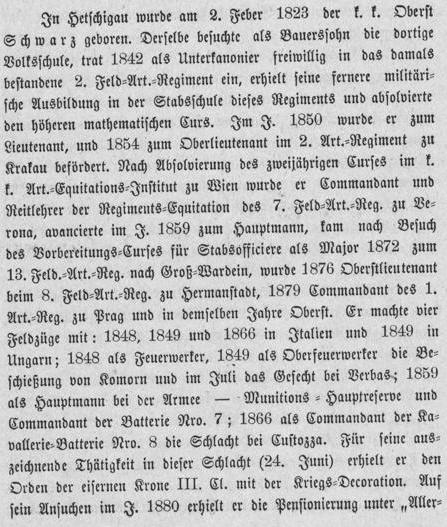 In Hetschigau wurde am 2. Feber 1823 der k. k. Oberst
Schwarz geboren. Derselbe besuchte als Bauerssohn die dortige
Volksschule, trat 1842 als Unterkanonier freiwillig in das damals
bestandene 2. Feld-Art.-Regiment ein, erhielt seine fernere militäri-
sche Ausbildung in der Stabsschule dieses Regiments und absolvierte
den höheren mathematischen Curs. Im J. 1850 wurde er zum
Lieutenant, und 1854 zum Oberlieutenant im 2. Art.-Regiment zu
Krakau befördert. Nach Absolvierung des zweijährigen Curses im k.
k. Art.-Equitations-Institut zu Wien wurde er Commandant und
Reitlehrer der Regiments-Equitation des 7. Feld-Art.-Reg. zu Ve-
rona, avancierte im J. 1859 zum Hauptmann, kam nach Besuch
des Vorbereitungs-Curses für Stabsofficiere als Major 1872 zum
13. Feld.-Art.-Reg. nach Groß-Wardein, wurde 1876 Oberstlieutenant
beim 8. Feld-Art.-Reg. zu Hermanstadt, 1879 Commandant des 1.
Art.-Reg. zu Prag und in demselben Jahre Oberst. Er machte vier
Feldzüge mit: 1848, 1849 und 1866 in Italien und 1849 in
Ungarn; 1848 als Feuerwerker, 1849 als Oberfeuerwerker die Be-
schießung von Komorn und im Juli das Gefecht bei Verbas; 1859
als Hauptmann bei der Armee — Munitions-Hauptreserve und
Commandant der Batterie Nro. 7; 1866 als Commandant der Ka-
vallerie-Batterie Nro. 8 die Schlacht bei Custozza. Für seine aus-
zeichnende Thätigkeit in dieser Schlacht (24. Juni) erhielt er den
Orden der eisernen Krone III. Cl. mit der Kriegs-Decoration. Auf
sein Ansuchen im J. 1880 erhielt er die Pensionierung unter „Aller-